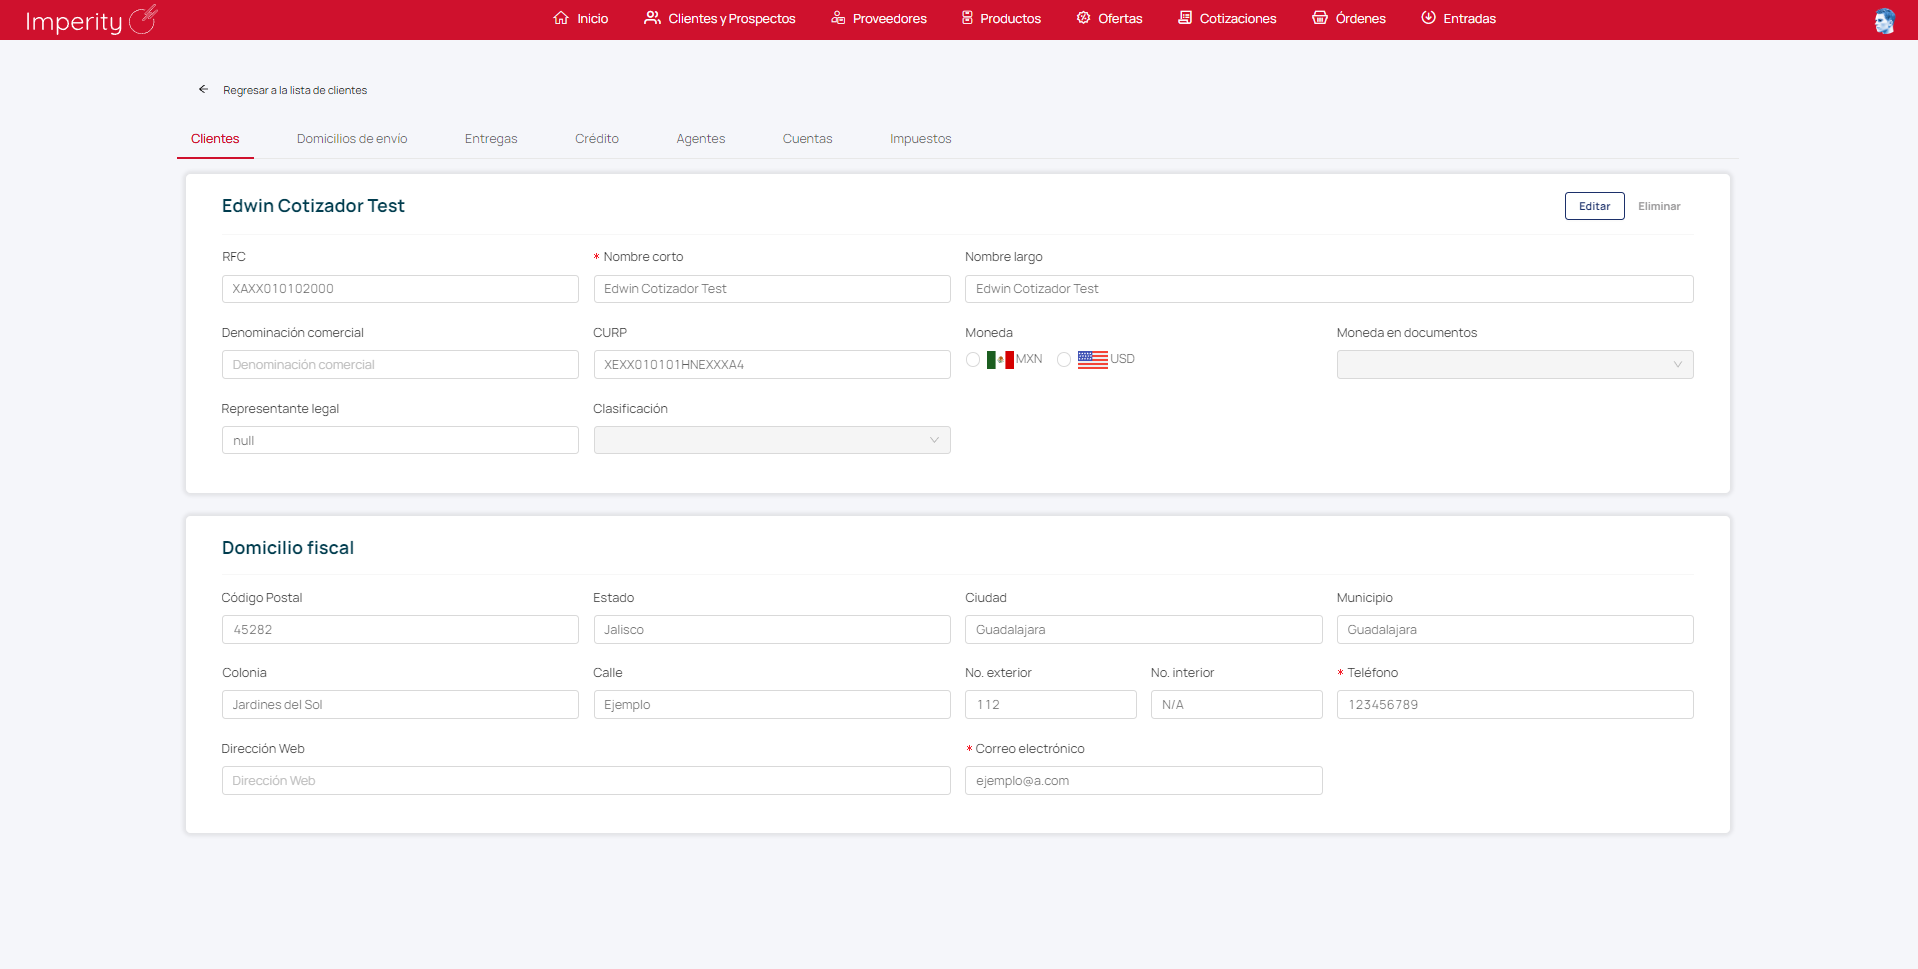 Imperity
Inicio
Clientes y Prospectos
Proveedores
Productos
Ofertas
Cotizaciones
Órdenes
Entradas
Regresar a la lista de clientes
Clientes
Domicilios de envío
Entregas
Crédito
Agentes
Cuentas
Impuestos
Edwin Cotizador Test
Editar
Eliminar
RFC
* Nombre corto
Nombre largo
XAXX010102000
Edwin Cotizador Test
Edwin Cotizador Test
Denominación comercial
CURP
Moneda
Moneda en documentos
Denominación comercial
XEXX010101HNEXXXA4
MXN
USD
Representante legal
Clasificación
null
Domicilio fiscal
Código Postal
Estado
Ciudad
Municipio
45282
Jalisco
Guadalajara
Guadalajara
Colonia
Calle
No. exterior
No. interior
* Teléfono
Jardines del Sol
Ejemplo
112
N/A
123456789
Dirección Web
* Correo electrónico
Dirección Web
ejemplo@a.com